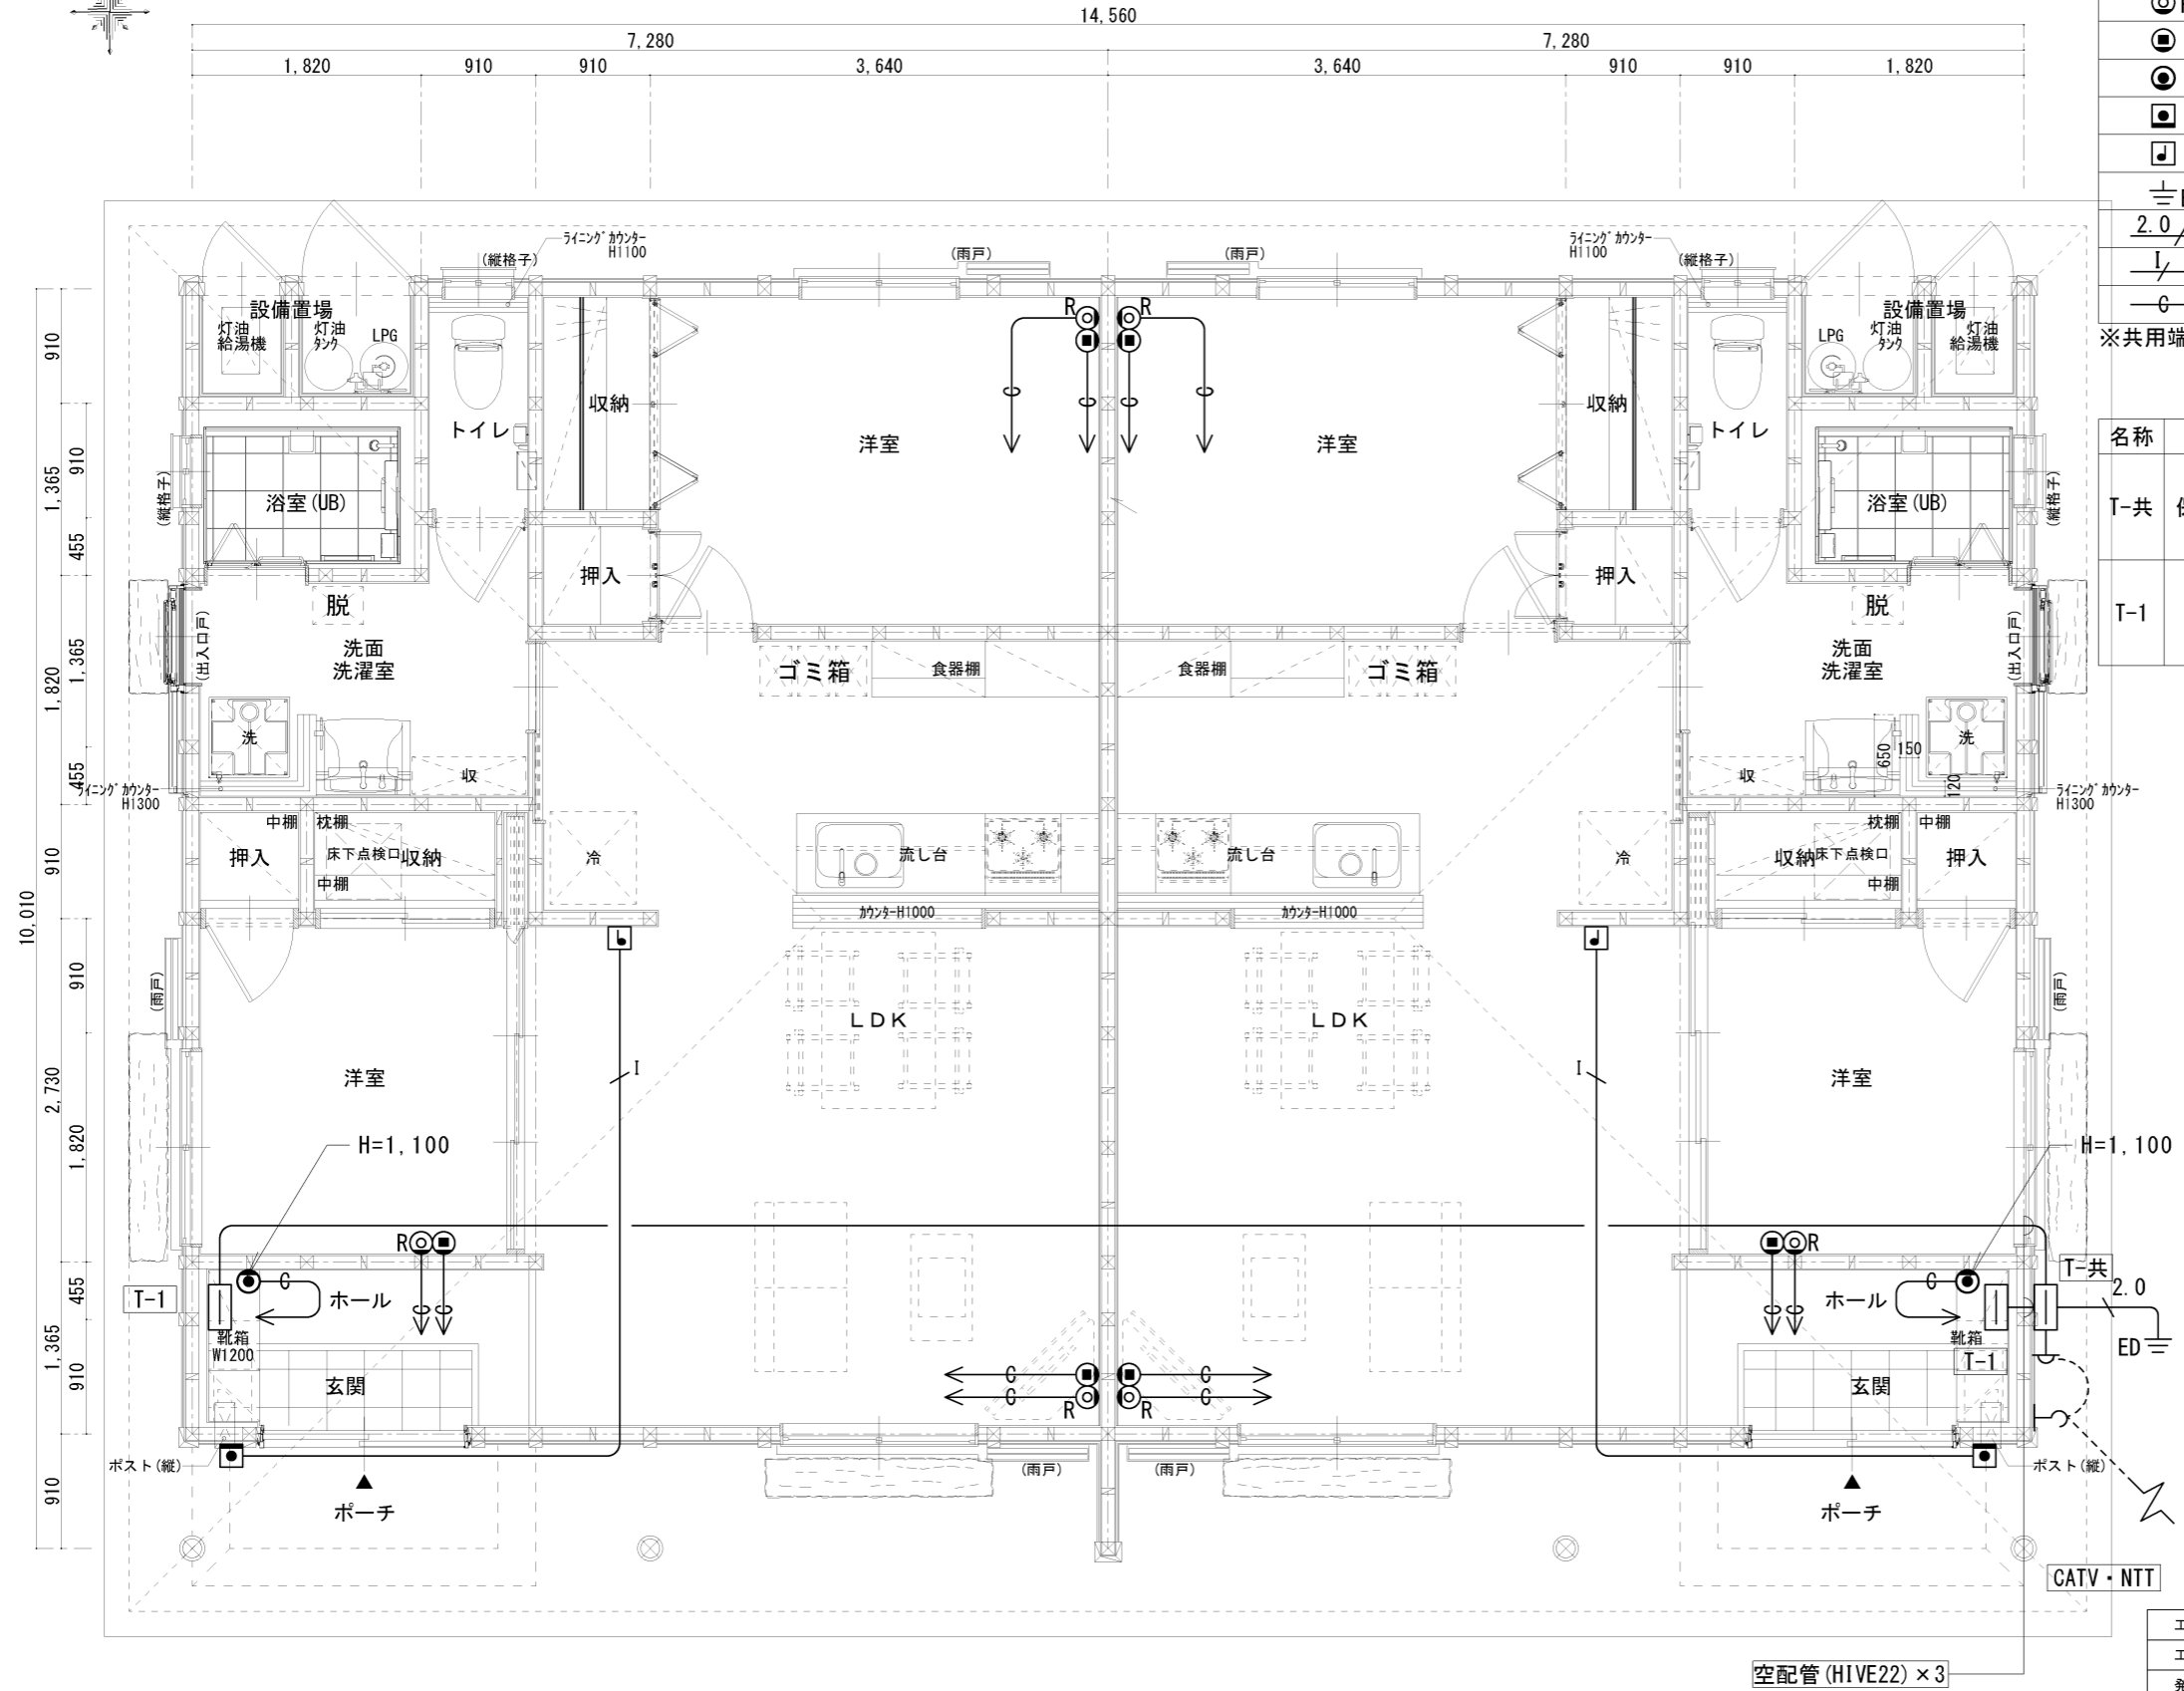 14,560
7,280
7,280
1,820
910
910
3,640
3,640
910
910
1,820
2.0
I
C
※共用端
名称
T-共
T-1
ライニングカウンター
H1100
(縦格子)
(雨戸)
(雨戸)
ライニングカウンター
H1100
(縦格子)
設備置場
灯油
給湯機
灯油
タンク
LPG
R
R
設備置場
LPG
灯油
タンク
灯油
給湯機
910
トイレ
収納
洋室
C
C
C
C
洋室
収納
トイレ
910
1,365
455
(縦格子)
浴室(UB)
浴室(UB)
(縦格子)
押入
押入
脱
脱
(出入口戸)
洗面
洗濯室
洗面
洗濯室
(出入口戸)
1,365
1,820
455
ゴミ箱
食器棚
食器棚
ゴミ箱
洗
収
収
650
150
120
洗
ライニングカウンター
H1300
ライニングカウンター
H1300
中棚
枕棚
枕棚
中棚
910
押入
床下点検口
収納
中棚
冷
流し台
流し台
冷
収納
床下点検口
中棚
押入
10,010
カウンターH1000
カウンターH1000
910
(雨戸)
(雨戸)
LDK
LDK
2,730
洋室
I
I
洋室
1,820
H=1,100
H=1,100
R
R
T-共
455
T-1
C
ホール
C
C
C
C
ホール
C
2.0
1,365
靴箱
W1200
靴箱
T-1
ED
910
玄関
C
C
R
C
C
R
玄関
ポスト(縦)
(雨戸)
(雨戸)
ポスト(縦)
910
ポーチ
ポーチ
CATV・NTT
空配管(HIVE22)×3